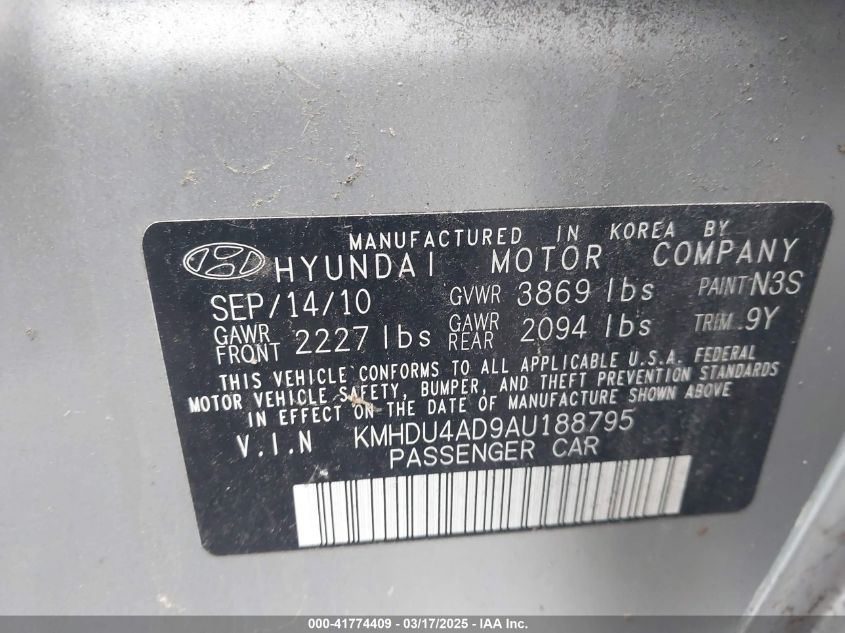 MANUFACTURED IN KOREA BY
HYUNDAI MOTOR COMPANY
SEP/14/10 GVWR 3869 lbs PAINT N3S
GAWR FRONT 2227 lbs GAWR REAR 2094 lbs TRIM 9Y
THIS VEHICLE CONFORMS TO ALL APPLICABLE U.S.A. FEDERAL
MOTOR VEHICLE SAFETY, BUMPER, AND THEFT PREVENTION STANDARDS
IN EFFECT ON THE DATE OF MANUFACTURE SHOWN ABOVE
V.I.N KMHDU4AD9AU188795
PASSENGER CAR
000-41774409 - 03/17/2025 - IAA Inc.